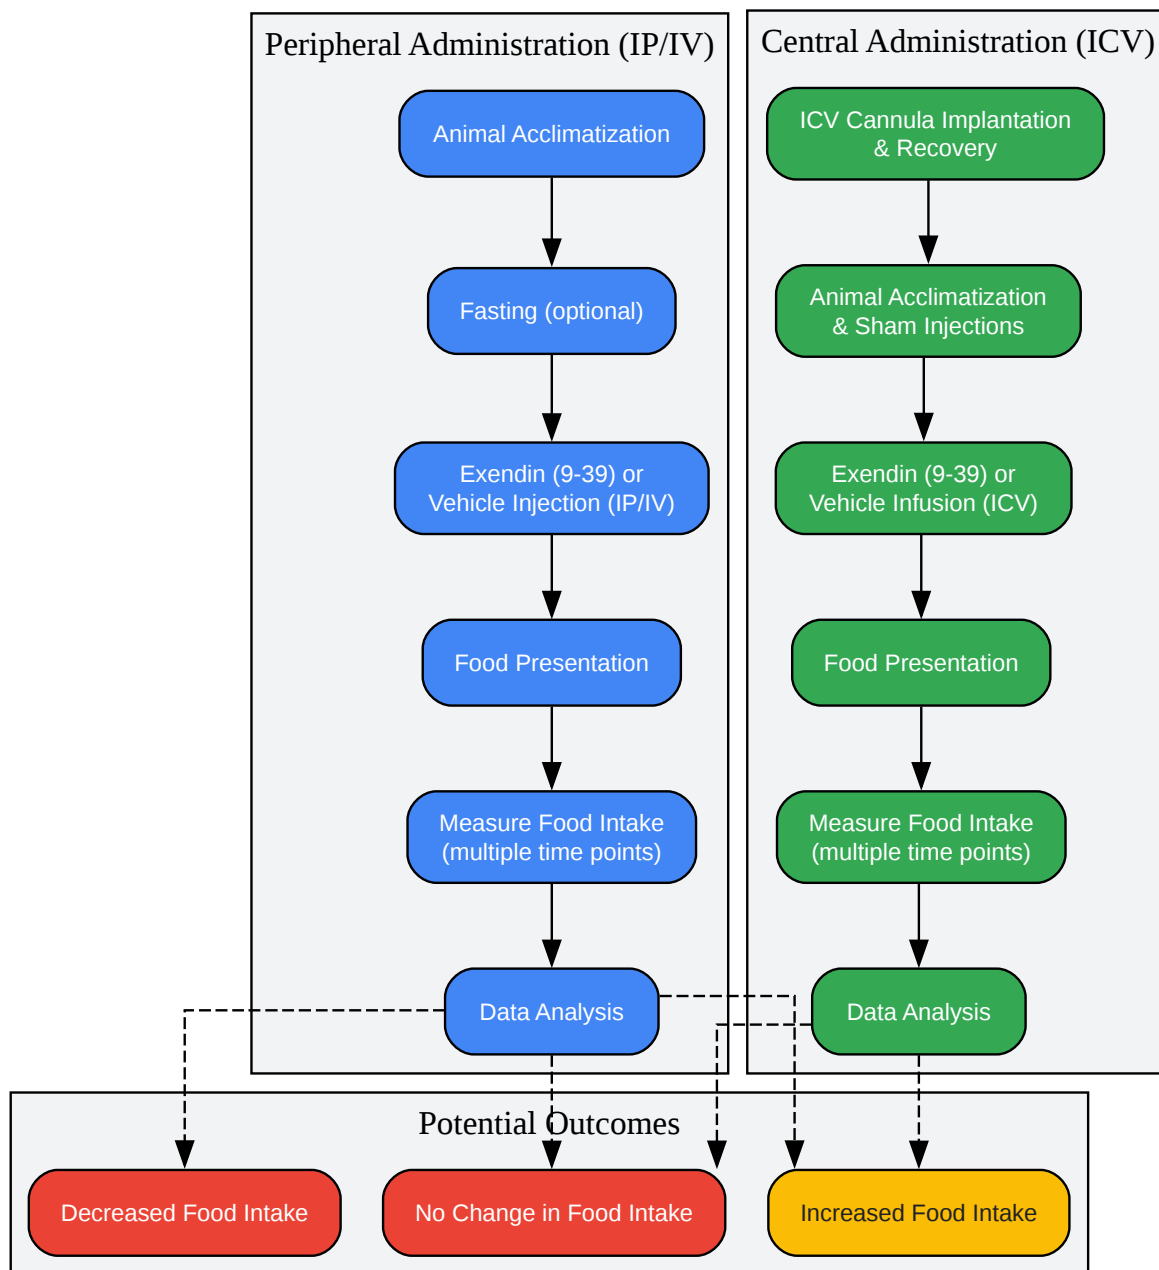 Peripheral Administration (IP/IV)
Animal Acclimatization
Fasting (optional)
Exendin (9-39) or
Vehicle Injection (IP/IV)
Food Presentation
Measure Food Intake
(multiple time points)
Data Analysis
Central Administration (ICV)
ICV Cannula Implantation
& Recovery
Animal Acclimatization
& Sham Injections
Exendin (9-39) or
Vehicle Infusion (ICV)
Food Presentation
Measure Food Intake
(multiple time points)
Data Analysis
Potential Outcomes
Decreased Food Intake
No Change in Food Intake
Increased Food Intake